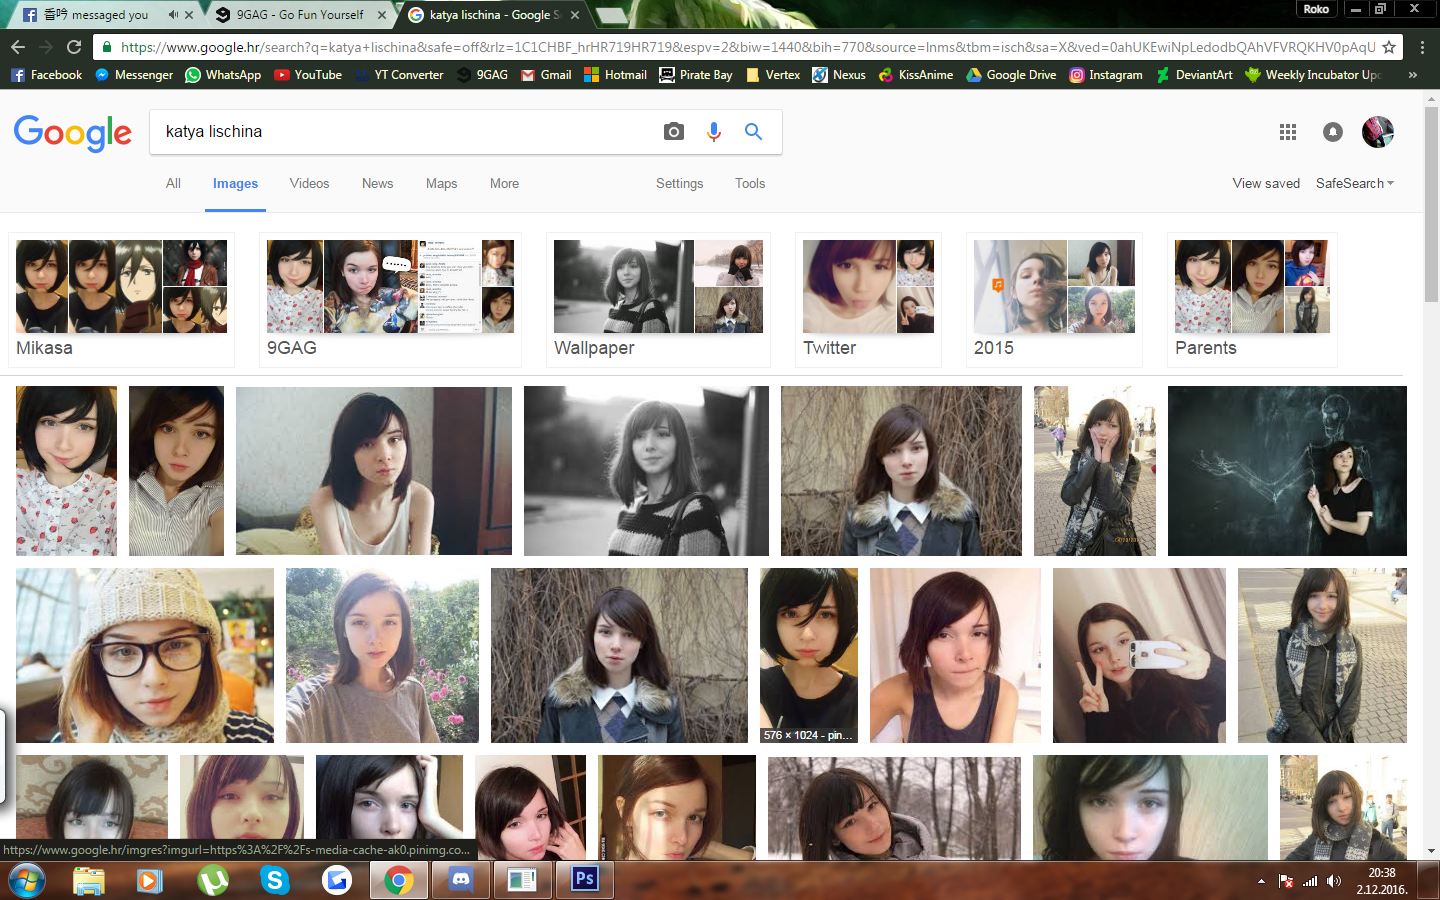 香吟 messaged you
9GAG - Go Fun Yourself
katya lischina - Google S
Roko
https://www.google.hr/search?q=katya+lischina&safe=off&rlz=1C1CHBF_hrHR719HR719&espv=2&biw=1440&bih=770&source=lnms&tbm=isch&sa=X&ved=0ahUKEwiNpLedodbQAhVFVRQKHV0pAqU
Facebook Messenger WhatsApp YouTube YT Converter 9GAG Gmail Hotmail Pirate Bay Vertex Nexus KissAnime Google Drive Instagram DeviantArt Weekly Incubator Upd »
Google
katya lischina
All Images Videos News Maps More Settings Tools
View saved SafeSearch
Mikasa 9GAG Wallpaper Twitter 2015 Parents
576 × 1024 - pin...
https://www.google.hr/imgres?imgurl=https%3A%2F%2Fs-media-cache-ak0.pinimg.co...
Ps
20:38
2.12.2016.